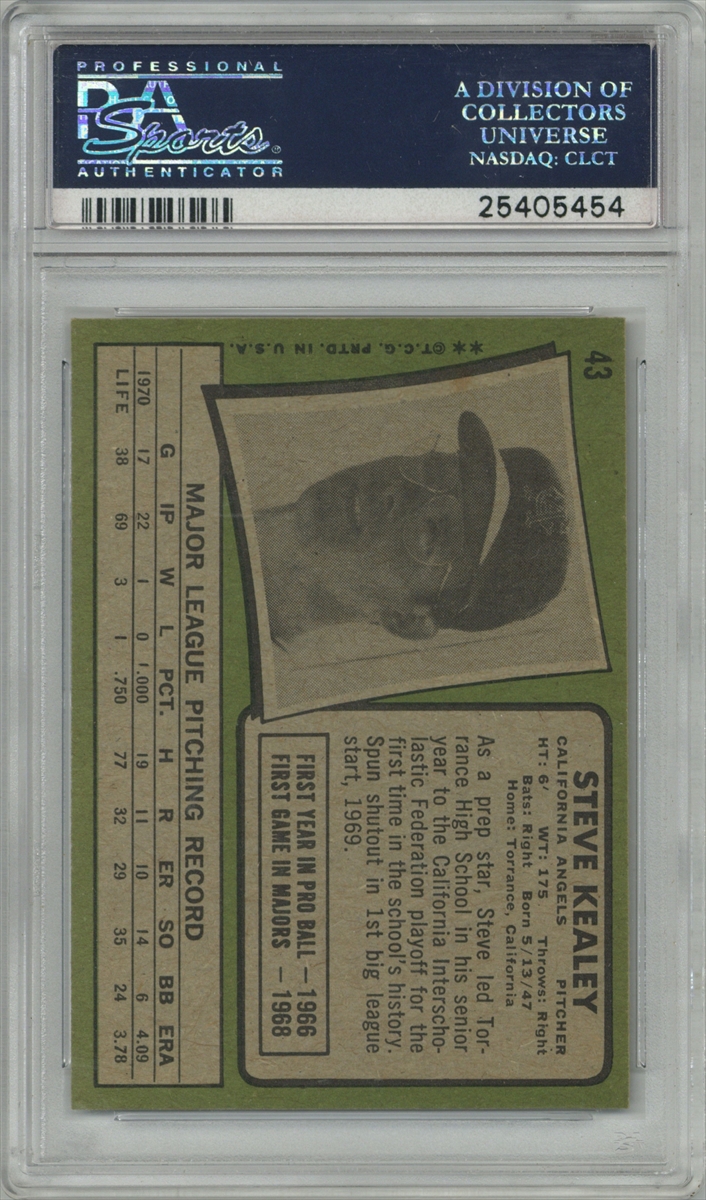 PROFESSIONAL
PSA
Sports
AUTHENTICATOR
A DIVISION OF
COLLECTORS
UNIVERSE
NASDAQ: CLCT
25405454
43
**©T.C.G. PRTD. IN U.S.A.
STEVE KEALEY
CALIFORNIA ANGELS PITCHER
HT: 6' WT: 175 Throws: Right
Bats: Right Born 5/13/47
Home: Torrance, California
As a prep star, Steve led Tor-
rance High School in his senior
year to the California Interscho-
lastic Federation playoff for the
first time in the school's history.
Spun shutout in 1st big league
start, 1969.
FIRST YEAR IN PRO BALL — 1966
FIRST GAME IN MAJORS — 1968
MAJOR LEAGUE PITCHING RECORD
G IP W L PCT. H R ER SO BB ERA
1970 17 22 1 0 1.000 19 11 10 14 6 4.09
LIFE 38 69 3 1 .750 77 32 29 35 24 3.78